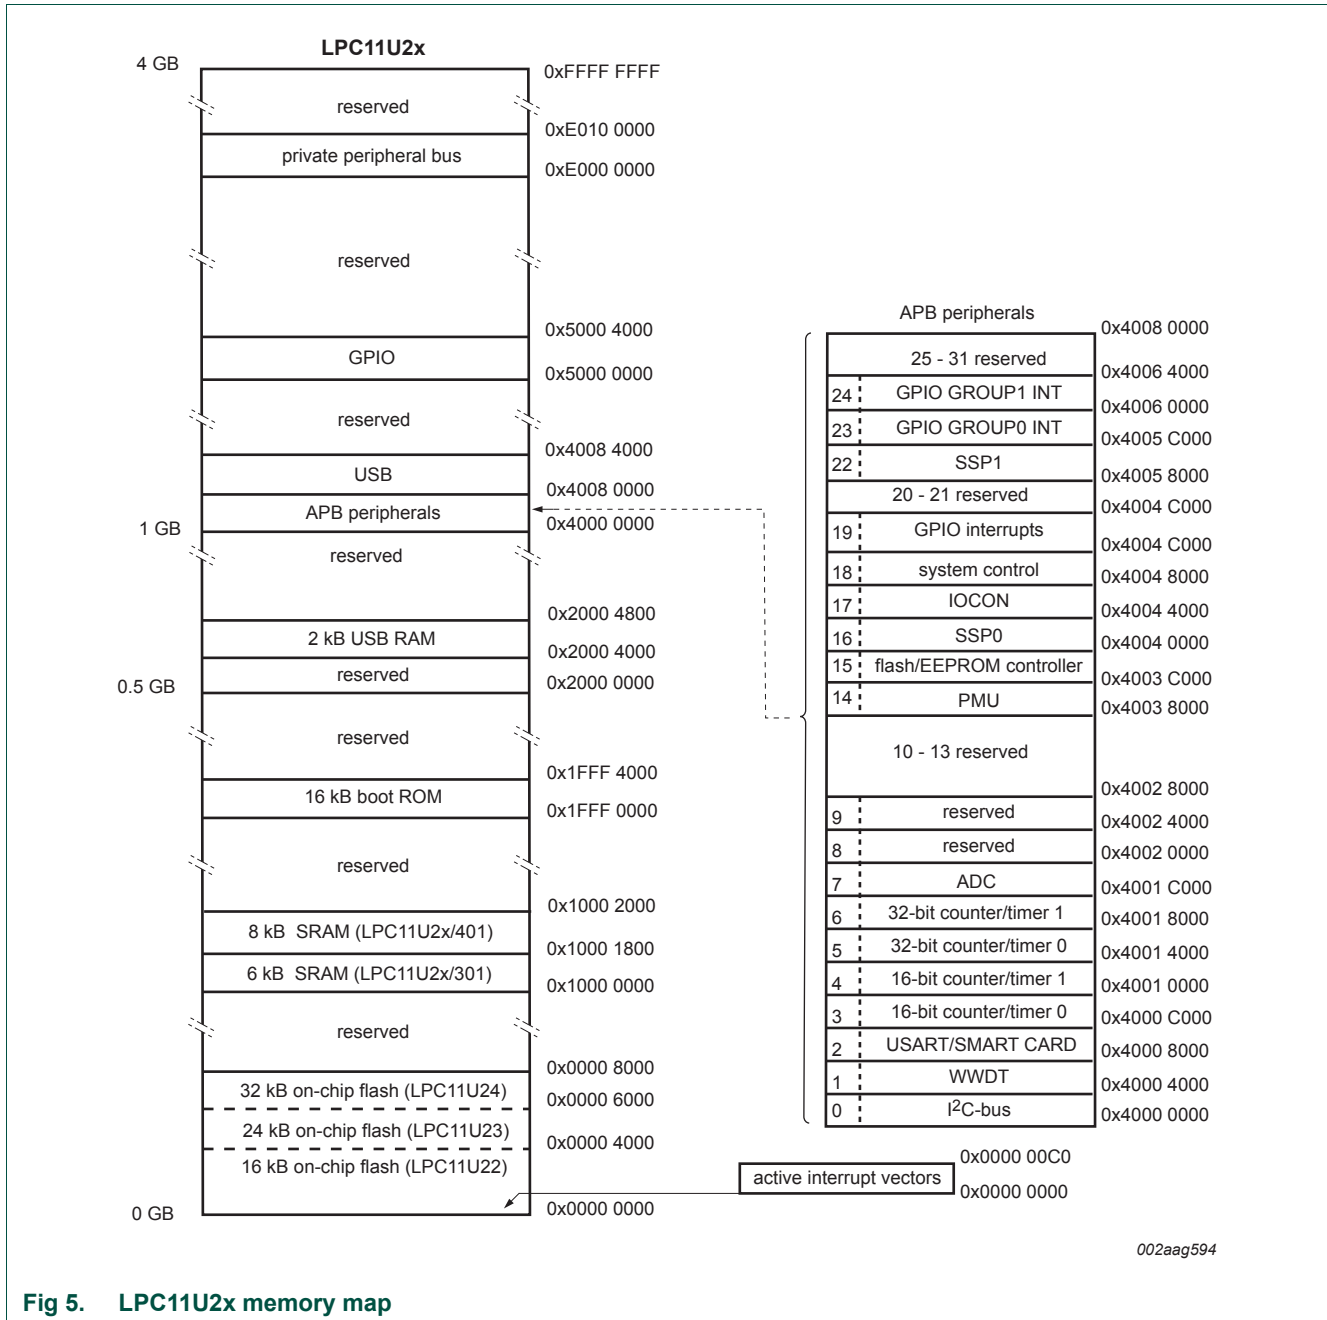 LPC11U2x
4 GB
0xFFFF FFFF
reserved
0xE010 0000
private peripheral bus
0xE000 0000
reserved
0x5000 4000
GPIO
0x5000 0000
reserved
0x4008 4000
USB
0x4008 0000
APB peripherals
1 GB
0x4000 0000
reserved
0x2000 4800
2 kB USB RAM
0x2000 4000
reserved
0.5 GB
0x2000 0000
reserved
0x1FFF 4000
16 kB boot ROM
0x1FFF 0000
reserved
0x1000 2000
8 kB SRAM (LPC11U2x/401)
0x1000 1800
6 kB SRAM (LPC11U2x/301)
0x1000 0000
reserved
0x0000 8000
32 kB on-chip flash (LPC11U24)
0x0000 6000
24 kB on-chip flash (LPC11U23)
0x0000 4000
16 kB on-chip flash (LPC11U22)
0 GB
0x0000 0000
APB peripherals
0x4008 0000
25 - 31 reserved
0x4006 4000
24 GPIO GROUP1 INT
0x4006 0000
23 GPIO GROUP0 INT
0x4005 C000
22 SSP1
0x4005 8000
20 - 21 reserved
0x4004 C000
19 GPIO interrupts
0x4004 C000
18 system control
0x4004 8000
17 IOCON
0x4004 4000
16 SSP0
0x4004 0000
15 flash/EEPROM controller
0x4003 C000
14 PMU
0x4003 8000
10 - 13 reserved
0x4002 8000
9 reserved
0x4002 4000
8 reserved
0x4002 0000
7 ADC
0x4001 C000
6 32-bit counter/timer 1
0x4001 8000
5 32-bit counter/timer 0
0x4001 4000
4 16-bit counter/timer 1
0x4001 0000
3 16-bit counter/timer 0
0x4000 C000
2 USART/SMART CARD
0x4000 8000
1 WWDT
0x4000 4000
0 I2C-bus
0x4000 0000
0x0000 00C0
active interrupt vectors
0x0000 0000
002aag594
Fig 5. LPC11U2x memory map